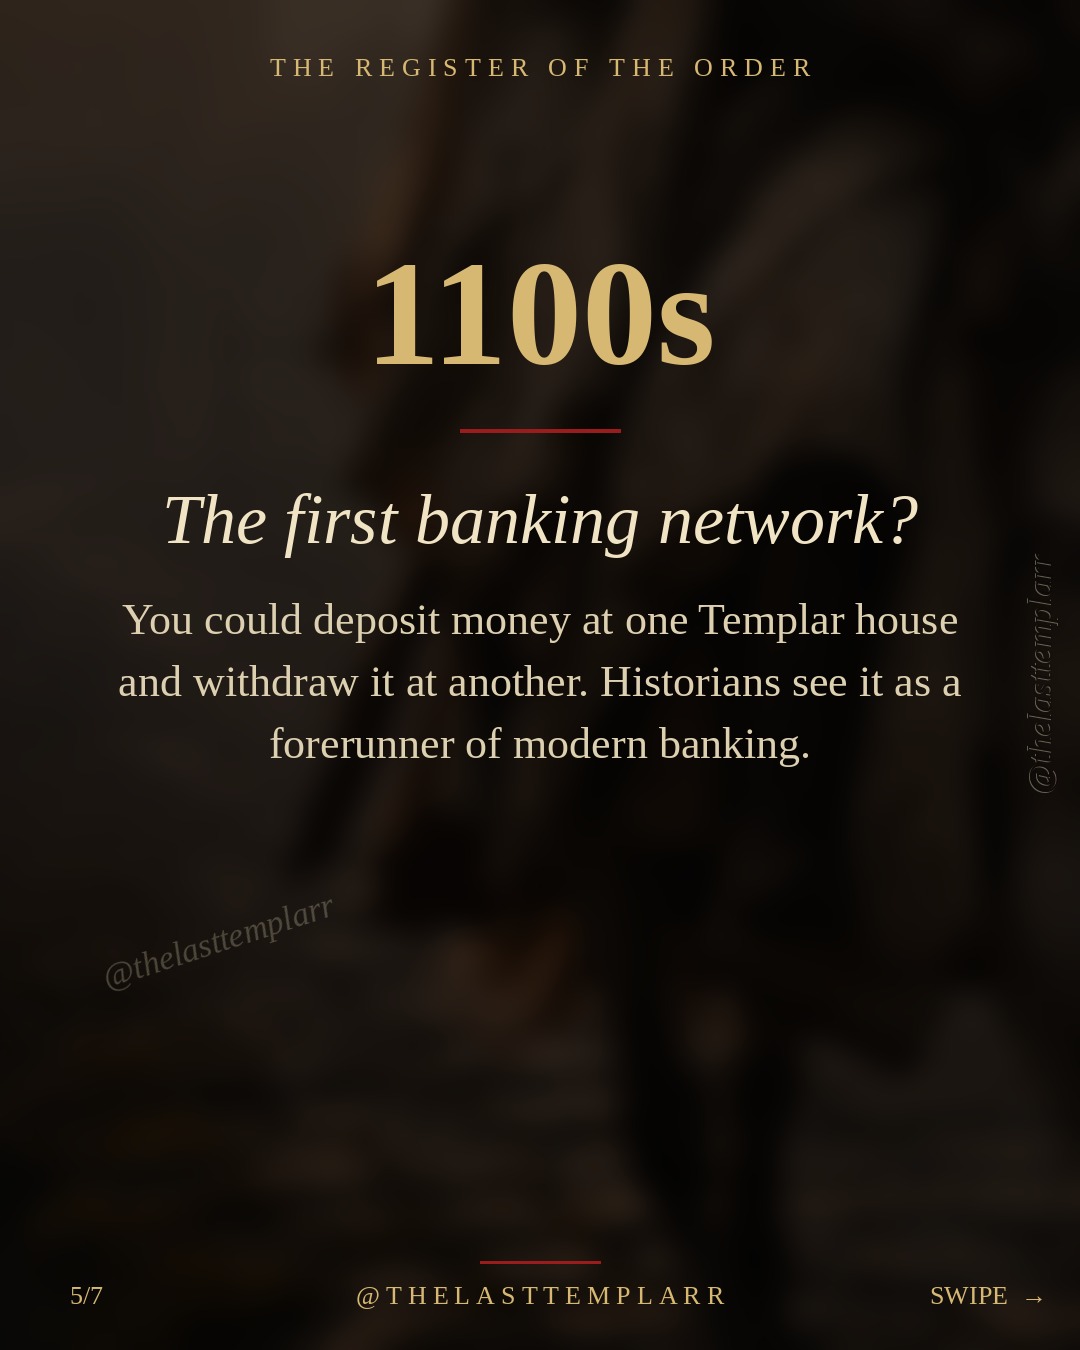 THE REGISTER OF THE ORDER
1100s
The first banking network?
You could deposit money at one Templar house
and withdraw it at another. Historians see it as a
forerunner of modern banking.
@thelasttemplarr
@thelasttemplarr
5/7
@THELASTTEMPLARR
SWIPE →